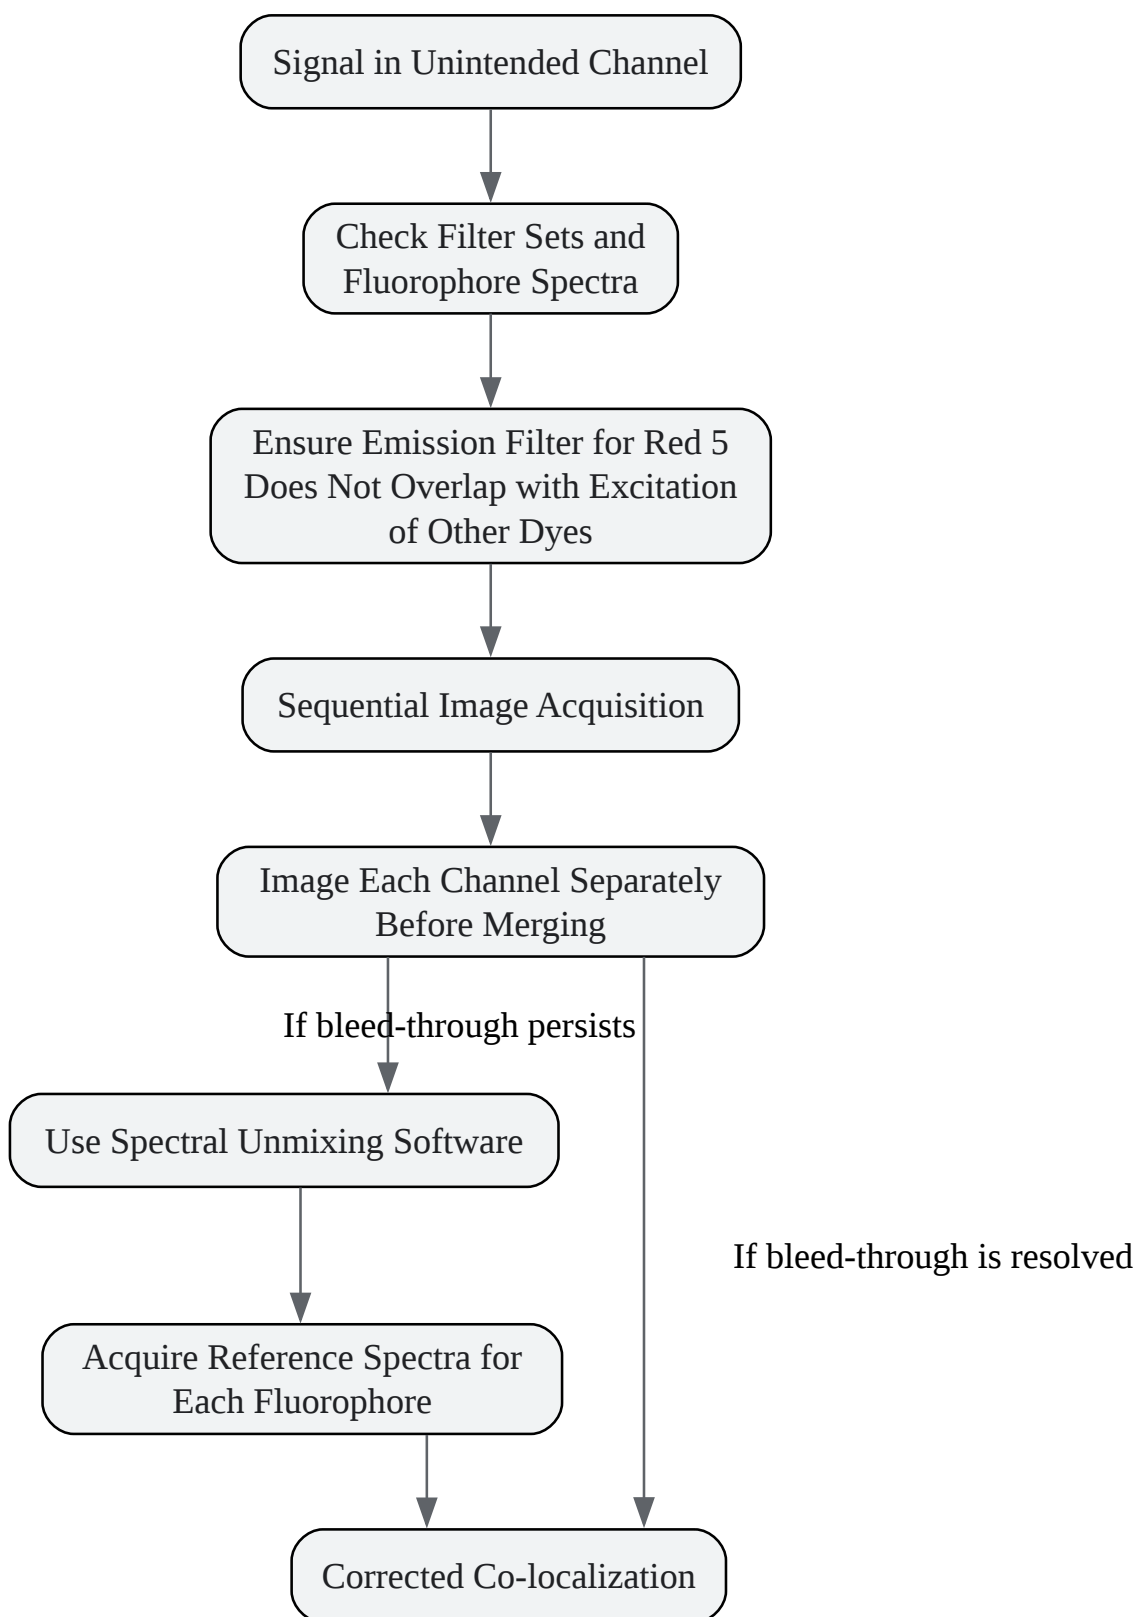 Signal in Unintended Channel
Check Filter Sets and
Fluorophore Spectra
Ensure Emission Filter for Red 5
Does Not Overlap with Excitation
of Other Dyes
Sequential Image Acquisition
Image Each Channel Separately
Before Merging
If bleed-through persists
Use Spectral Unmixing Software
If bleed-through is resolved
Acquire Reference Spectra for
Each Fluorophore
Corrected Co-localization